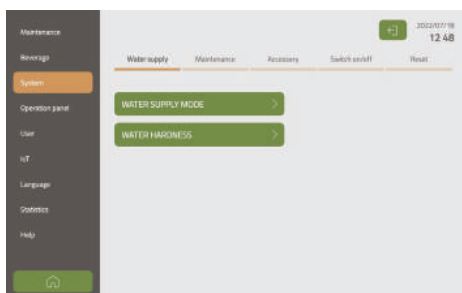 Maintenance
Beverage
System
Operation panel
User
IoT
Language
Statistics
Help
2022/07/18
12 48
Water supply
Maintenance
Accessory
Switch on/off
Reset
WATER SUPPLY MODE
WATER HARDNESS